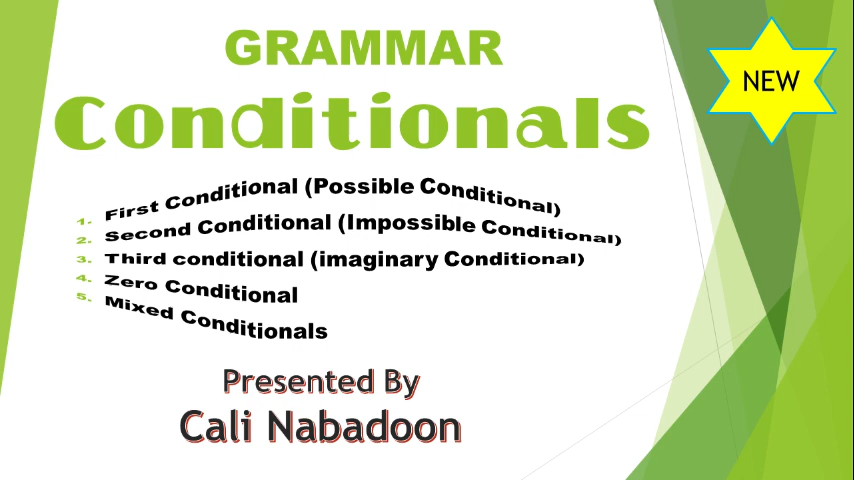 GRAMMAR
NEW
Conditionals
1. First Conditional (Possible Conditional)
2. Second Conditional (Impossible Conditional)
3. Third conditional (imaginary Conditional)
4. Zero Conditional
5. Mixed Conditionals
Presented By
Cali Nabadoon